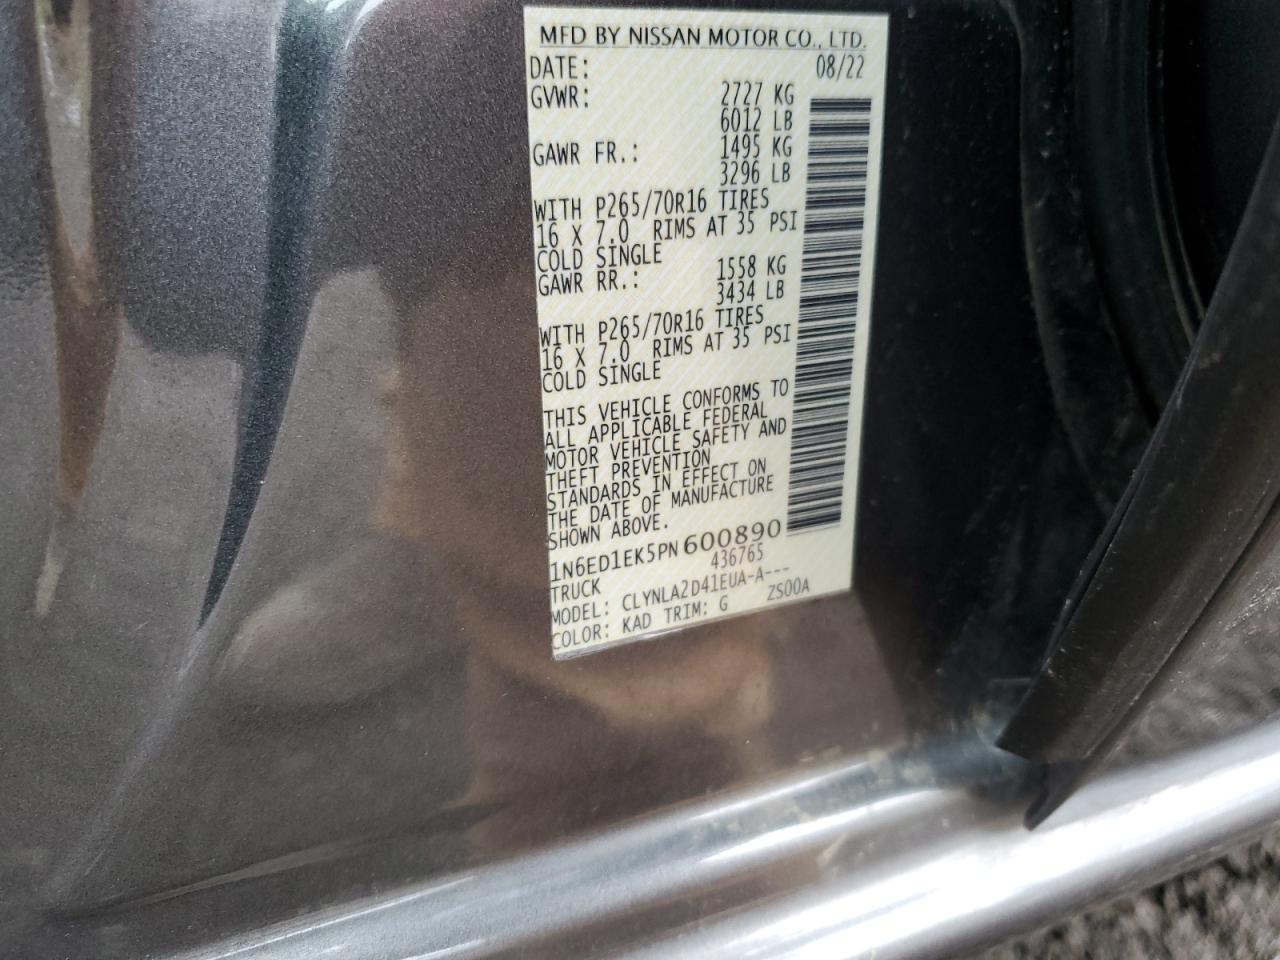 MFD BY NISSAN MOTOR CO., LTD.
DATE: 08/22
GVWR: 2727 KG
6012 LB
GAWR FR.: 1495 KG
3296 LB
WITH P265/70R16 TIRES
16 X 7.0 RIMS AT 35 PSI
COLD SINGLE
GAWR RR.: 1558 KG
3434 LB
WITH P265/70R16 TIRES
16 X 7.0 RIMS AT 35 PSI
COLD SINGLE
THIS VEHICLE CONFORMS TO
ALL APPLICABLE FEDERAL
MOTOR VEHICLE SAFETY AND
THEFT PREVENTION
STANDARDS IN EFFECT ON
THE DATE OF MANUFACTURE
SHOWN ABOVE.
1N6ED1EK5PN600890
TRUCK 436765
MODEL: CLYNLA2D41EUA-A---
COLOR: KAD TRIM: G ZS00A